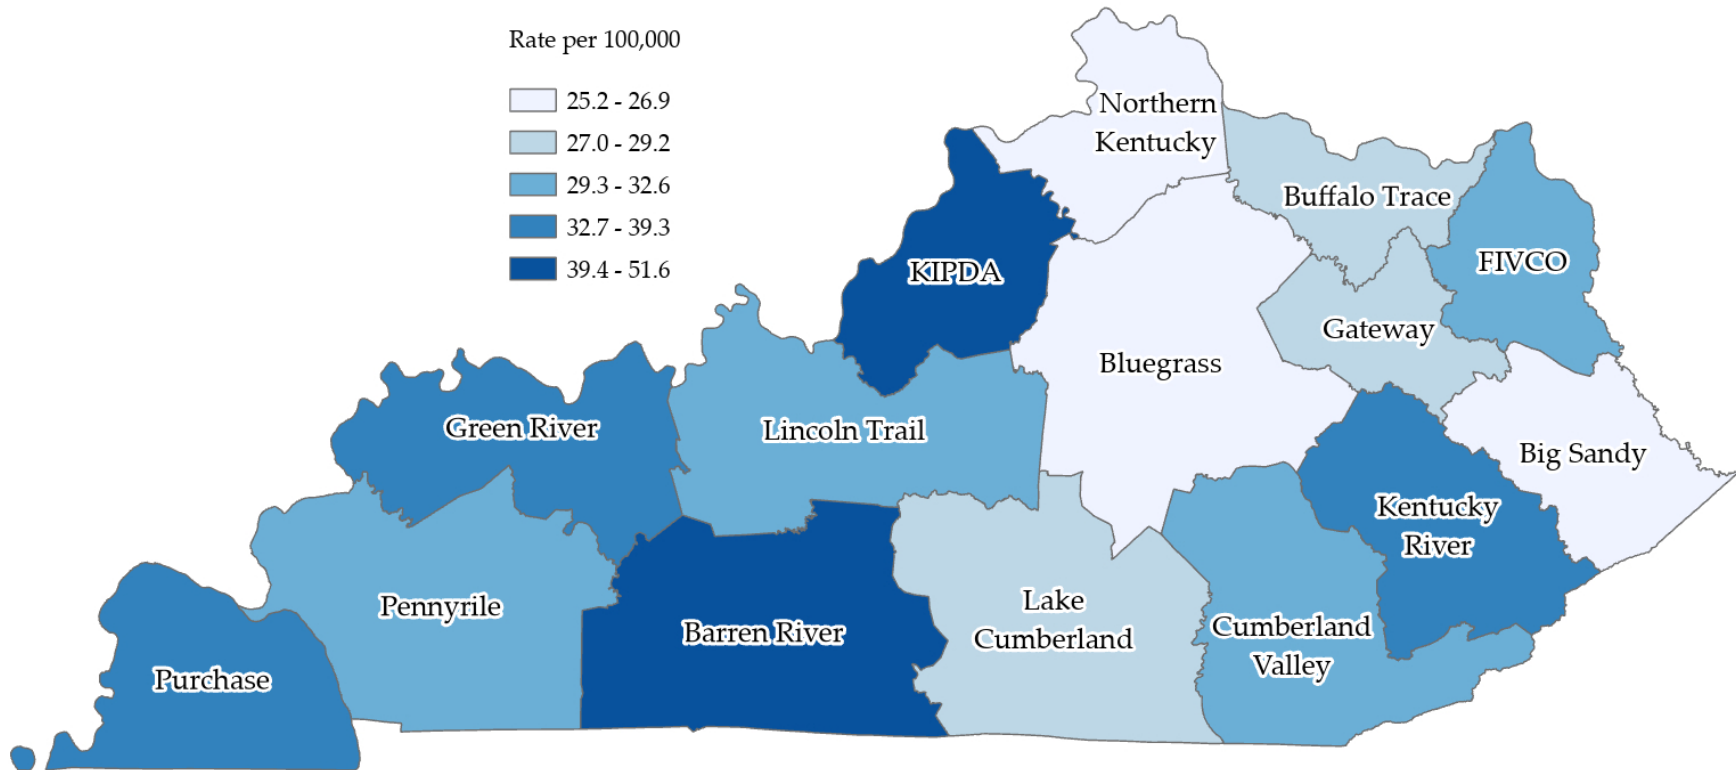 Rate per 100,000
25.2 - 26.9
27.0 - 29.2
29.3 - 32.6
32.7 - 39.3
39.4 - 51.6
Northern
Kentucky
Buffalo Trace
FIVCO
KIPDA
Gateway
Bluegrass
Green River
Lincoln Trail
Big Sandy
Kentucky
River
Pennyrile
Barren River
Lake
Cumberland
Cumberland
Valley
Purchase